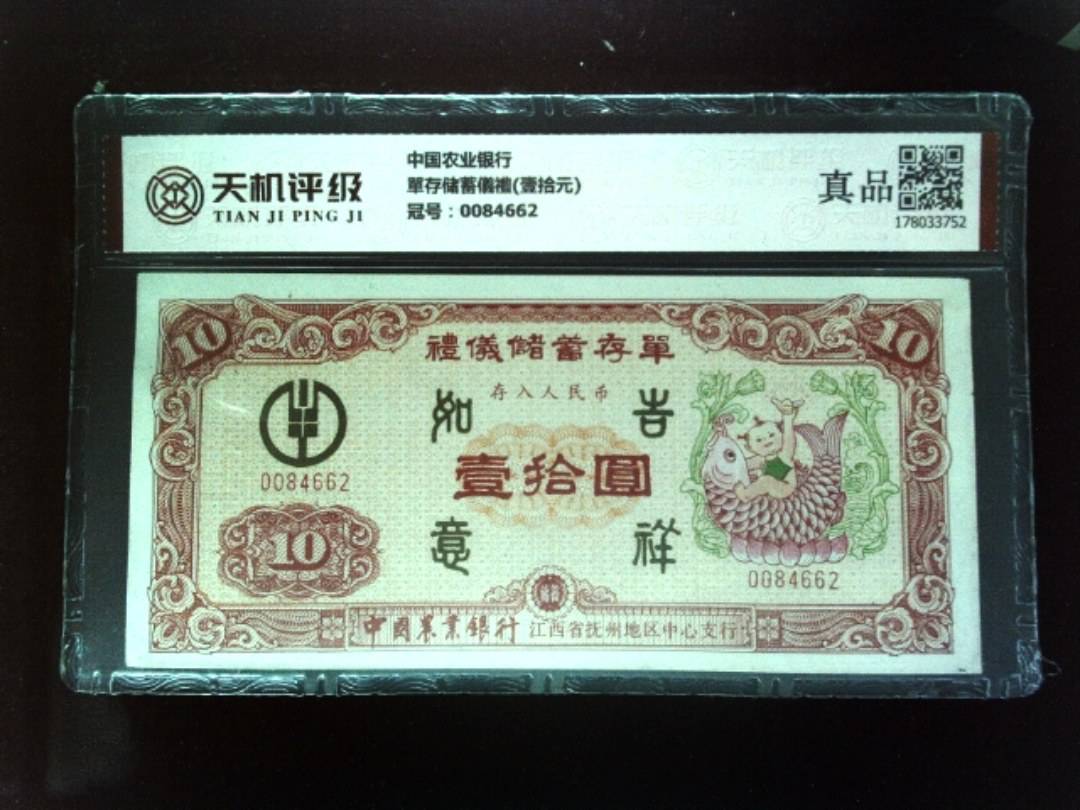 天机评级
TIAN JI PING JI
中国农业银行
單存储蓄儀禮(壹拾元)
冠号：0084662
真品
178033752
10
10
禮儀儲蓄存單
存入人民币
如
吉
壹拾圓
意
祥
0084662
10
0084662
中國農業銀行 江西省抚州地区中心支行